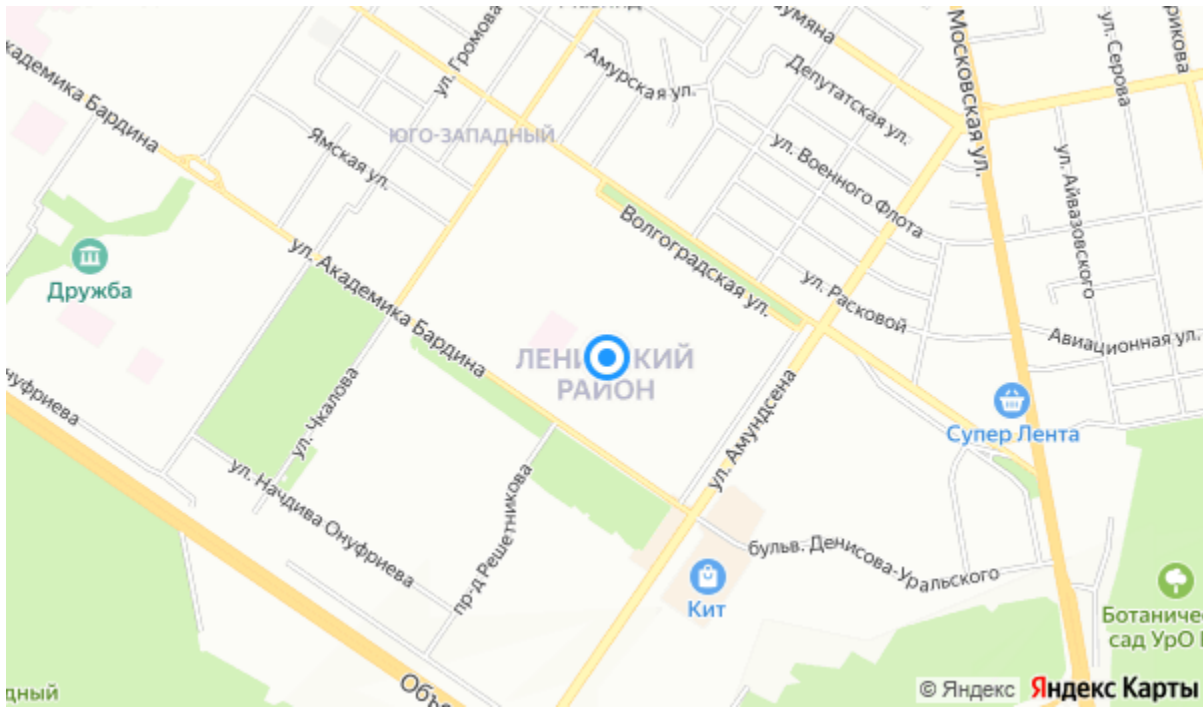 Московская ул.
ул. Серова
ул. Громова
Амурская ул.
Депутатская ул.
ЮГО-ЗАПАДНЫЙ
Ямская ул.
ул. Военного Флота
ул. Айвазовского
Волгоградская ул.
ул. Академика Бардина
Дружба
ул. Расковой
Авиационная ул.
РАЙОН
ул. Чкалова
ул. Амундсена
Супер Лента
ул. Начдива Онуфриева
пр-д Решетникова
бульв. Денисова-Уральского
Кит
сад УрО
© Яндекс Яндекс Карты